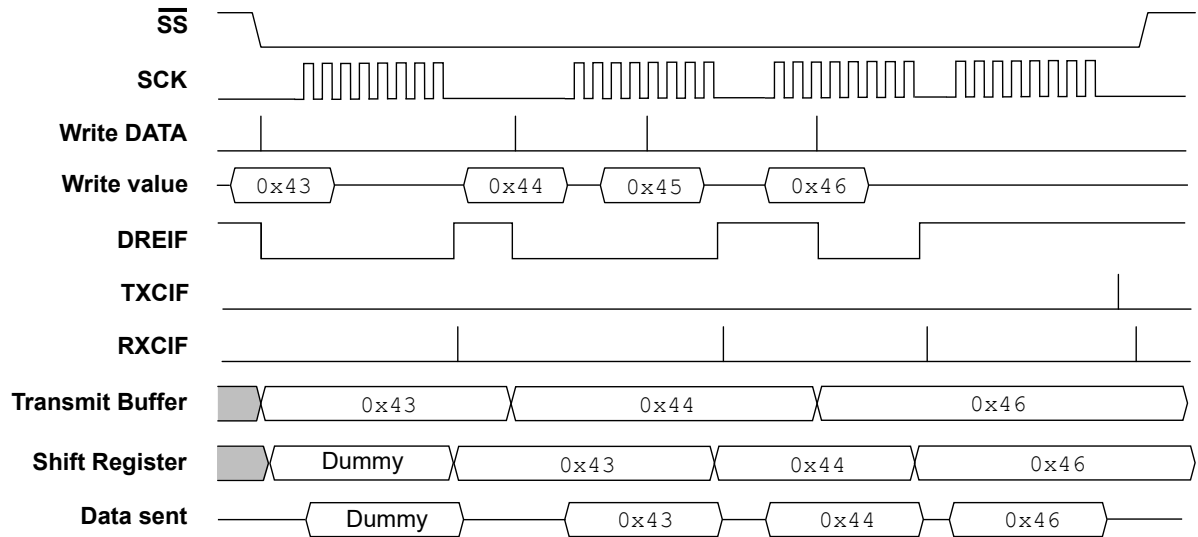 SS
SCK
Write DATA
Write value 0x43 0x44 0x45 0x46
DREIF
TXCIF
RXCIF
Transmit Buffer 0x43 0x44 0x46
Shift Register Dummy 0x43 0x44 0x46
Data sent Dummy 0x43 0x44 0x46